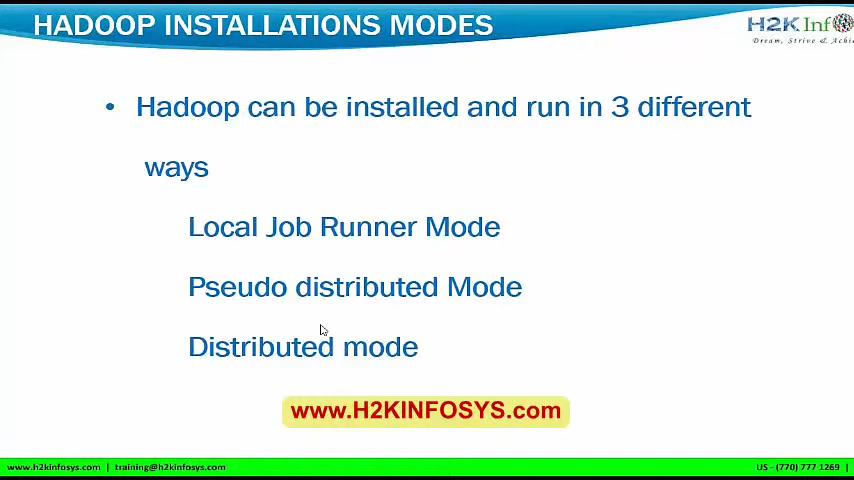 HADOOP INSTALLATIONS MODES
H2K Inf
Dream, Strive & Achi
• Hadoop can be installed and run in 3 different
ways
Local Job Runner Mode
Pseudo distributed Mode
Distributed mode
www.H2KINFOSYS.com
www.h2kinfosys.com | training@h2kinfosys.com
US - (770) 777 1269 |